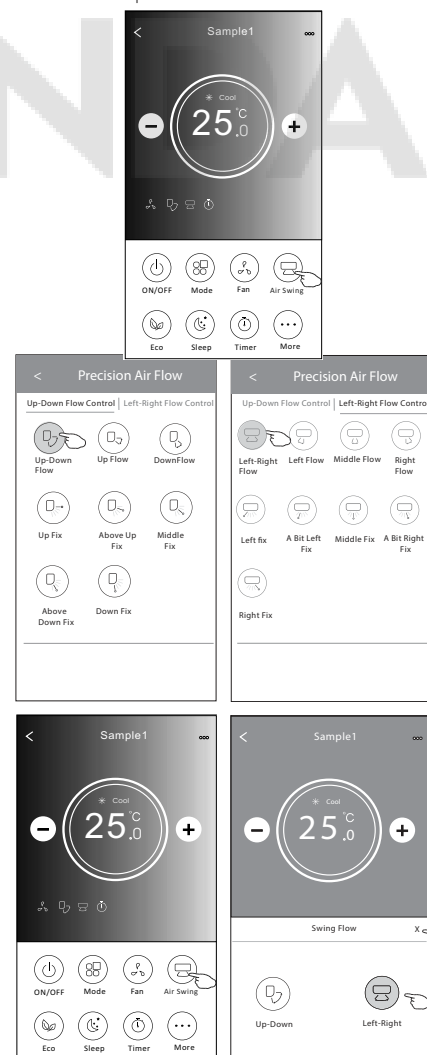 Sample1
Cool
25.0°C
ON/OFF Mode Fan Air Swing
Eco Sleep Timer More
Precision Air Flow
Up-Down Flow Control Left-Right Flow Control
Up-Down Flow
Up Flow
DownFlow
Up Fix
Above Up Fix
Middle Fix
Above Down Fix
Down Fix
Precision Air Flow
Up-Down Flow Control Left-Right Flow Contro
Left-Right Flow
Left Flow
Middle Flow
Right Flow
Left fix
A Bit Left Fix
Middle Fix
A Bit Right Fix
Right Fix
Sample1
Cool
25.0°C
ON/OFF Mode Fan Air Swing
Eco Sleep Timer More
Sample1
Cool
25.0°C
Swing Flow X
Up-Down Left-Right